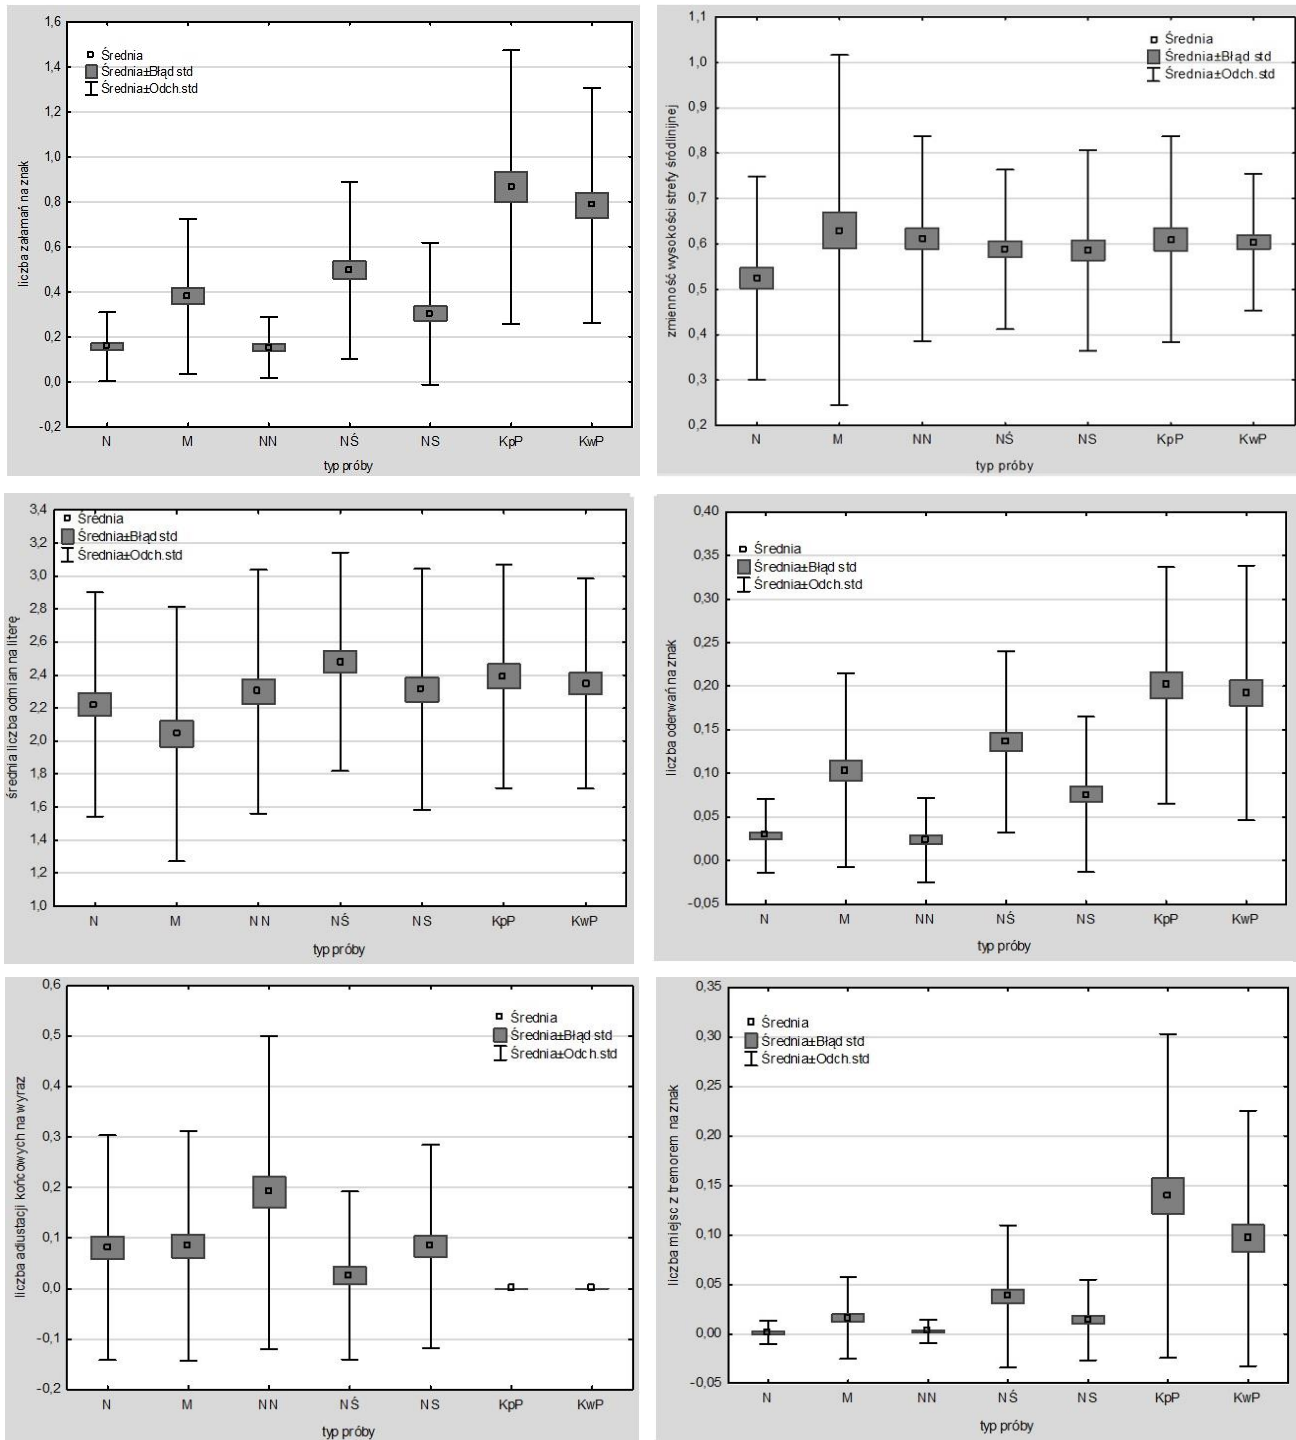 liczba załamań na znak
1,6
1,4
1,2
1,0
0,8
0,6
0,4
0,2
0,0
-0,2
Średnia
Średnia±Błąd std
Średnia±Odch.std
N M NN NŚ NS KpP KwP
typ próby
zmienność wysokości strefy śródlinijnej
1,1
1,0
0,9
0,8
0,7
0,6
0,5
0,4
0,3
0,2
Średnia
Średnia±Błąd std
Średnia±Odch.std
N M NN NŚ NS KpP KwP
typ próby
średnia liczba odmian na literę
3,4
3,2
3,0
2,8
2,6
2,4
2,2
2,0
1,8
1,6
1,4
1,2
1,0
Średnia
Średnia±Błąd std
Średnia±Odch.std
N M NN NŚ NS KpP KwP
typ próby
liczba oderwań na znak
0,40
0,35
0,30
0,25
0,20
0,15
0,10
0,05
0,00
-0,05
Średnia
Średnia±Błąd std
Średnia±Odch.std
N M NN NŚ NS KpP KwP
typ próby
liczba adiustacji końcowych na wyraz
0,6
0,5
0,4
0,3
0,2
0,1
0,0
-0,1
-0,2
Średnia
Średnia±Błąd std
Średnia±Odch.std
N M NN NŚ NS KpP KwP
typ próby
liczba miejsc z tremorem na znak
0,35
0,30
0,25
0,20
0,15
0,10
0,05
0,00
-0,05
Średnia
Średnia±Błąd std
Średnia±Odch.std
N M NN NŚ NS KpP KwP
typ próby